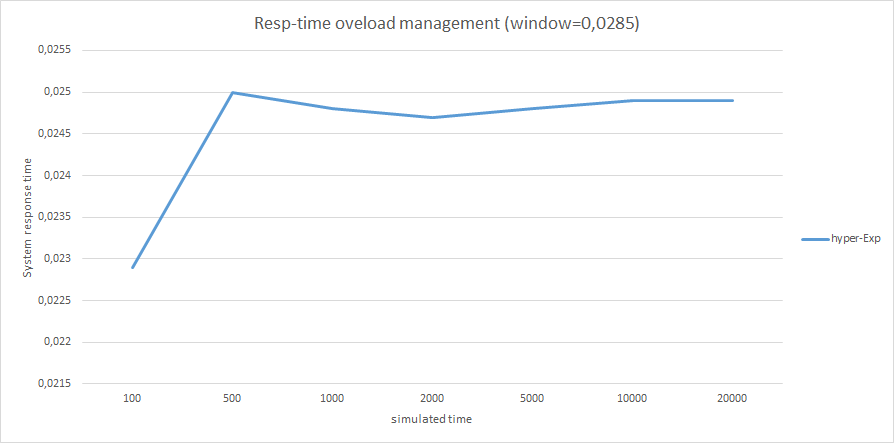 Resp-time oveload management (window=0,0285)
0,0255
0,025
0,0245
0,024
0,0235
0,023
0,0225
0,022
0,0215
System response time
100 500 1000 2000 5000 10000 20000
simulated time
hyper-Exp